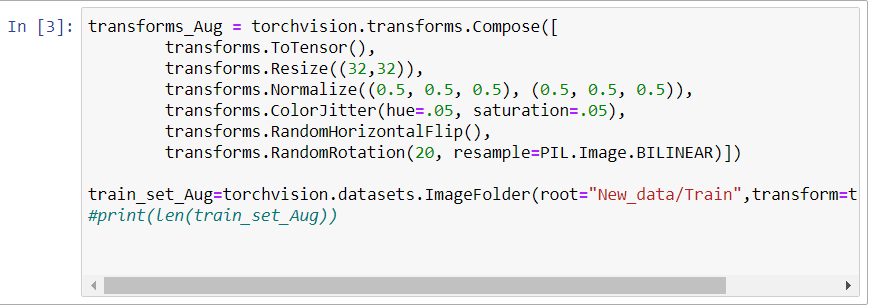 In [3]:
transforms_Aug = torchvision.transforms.Compose([
        transforms.ToTensor(),
        transforms.Resize((32,32)),
        transforms.Normalize((0.5, 0.5, 0.5), (0.5, 0.5, 0.5)),
        transforms.ColorJitter(hue=.05, saturation=.05),
        transforms.RandomHorizontalFlip(),
        transforms.RandomRotation(20, resample=PIL.Image.BILINEAR)])
train_set_Aug=torchvision.datasets.ImageFolder(root="New_data/Train",transform=t
#print(len(train_set_Aug))